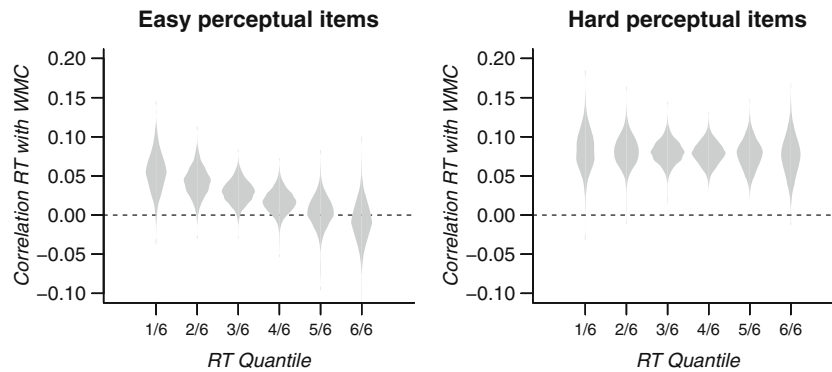 Easy perceptual items
Correlation RT with WMC
0.20
0.15
0.10
0.05
0.00
−0.05
−0.10
1/6 2/6 3/6 4/6 5/6 6/6
RT Quantile
Hard perceptual items
Correlation RT with WMC
0.20
0.15
0.10
0.05
0.00
−0.05
−0.10
1/6 2/6 3/6 4/6 5/6 6/6
RT Quantile